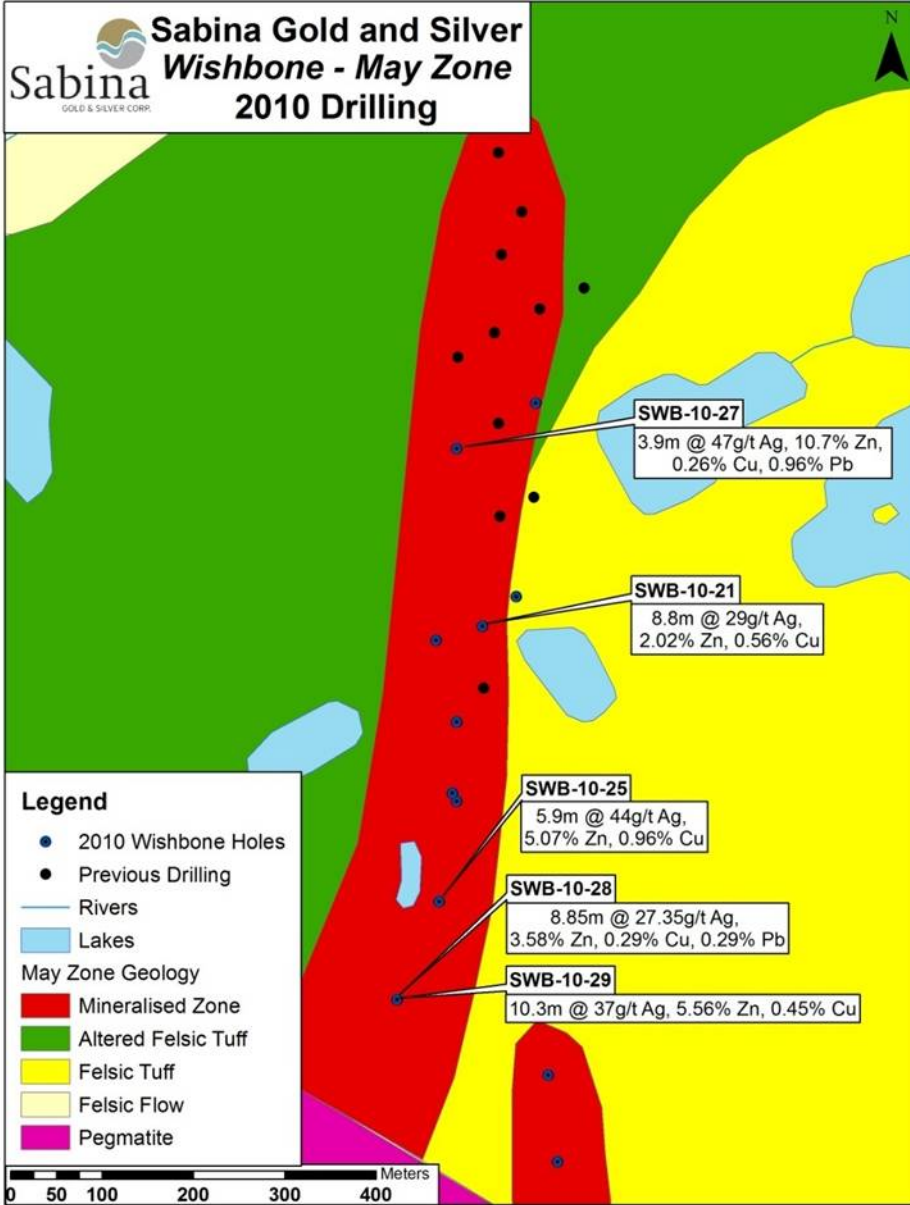 Sabina
GOLD & SILVER CORP.
Sabina Gold and Silver
Wishbone - May Zone
2010 Drilling
N
SWB-10-27
3.9m @ 47g/t Ag, 10.7% Zn,
0.26% Cu, 0.96% Pb
SWB-10-21
8.8m @ 29g/t Ag,
2.02% Zn, 0.56% Cu
SWB-10-25
5.9m @ 44g/t Ag,
5.07% Zn, 0.96% Cu
SWB-10-28
8.85m @ 27.35g/t Ag,
3.58% Zn, 0.29% Cu, 0.29% Pb
SWB-10-29
10.3m @ 37g/t Ag, 5.56% Zn, 0.45% Cu
Legend
2010 Wishbone Holes
Previous Drilling
Rivers
Lakes
May Zone Geology
Mineralised Zone
Altered Felsic Tuff
Felsic Tuff
Felsic Flow
Pegmatite
Meters
0 50 100 200 300 400